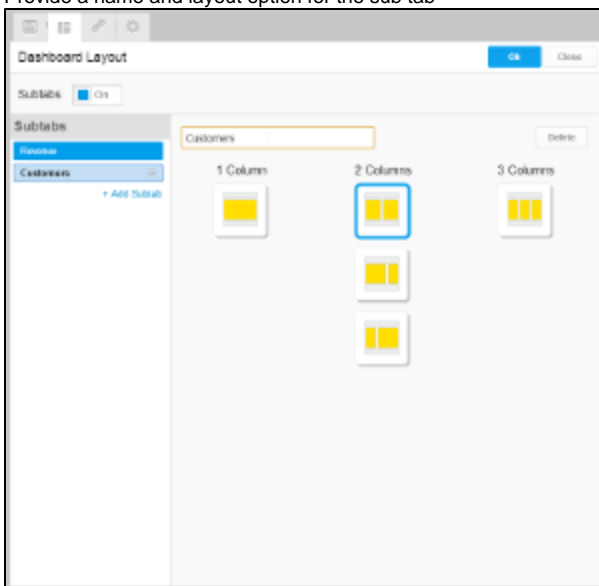 Provide a name and layout option for the sub tab
Dashboard Layout
Ok
Close
Subtabs
On
Subtabs
Revenue
Customers
+ Add Subtab
Customers
Delete
1 Column
2 Columns
3 Columns